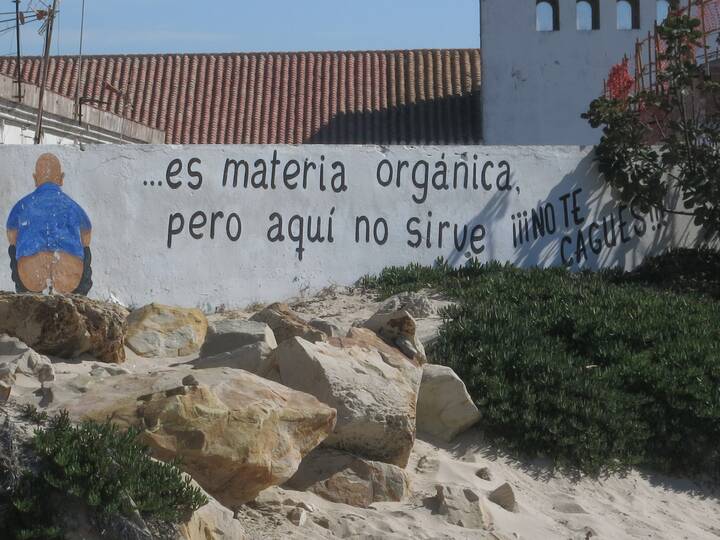 ...es materia orgánica,
pero aquí no sirve ¡¡¡NO TE
CAGUES!!!